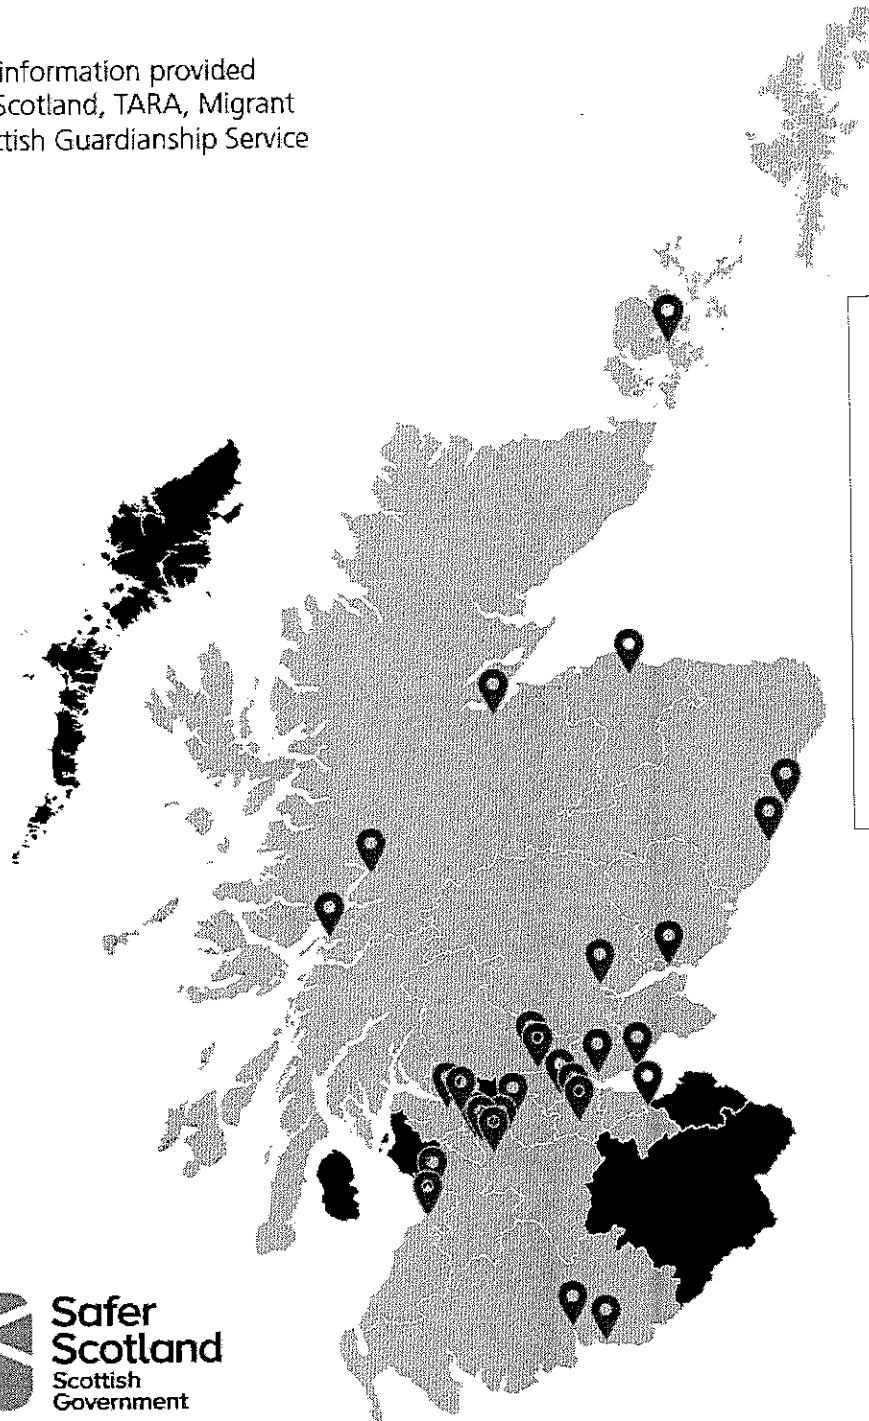 information provided
Scotland, TARA, Migrant
ttish Guardianship Service
Safer
Scotland
Scottish
Government